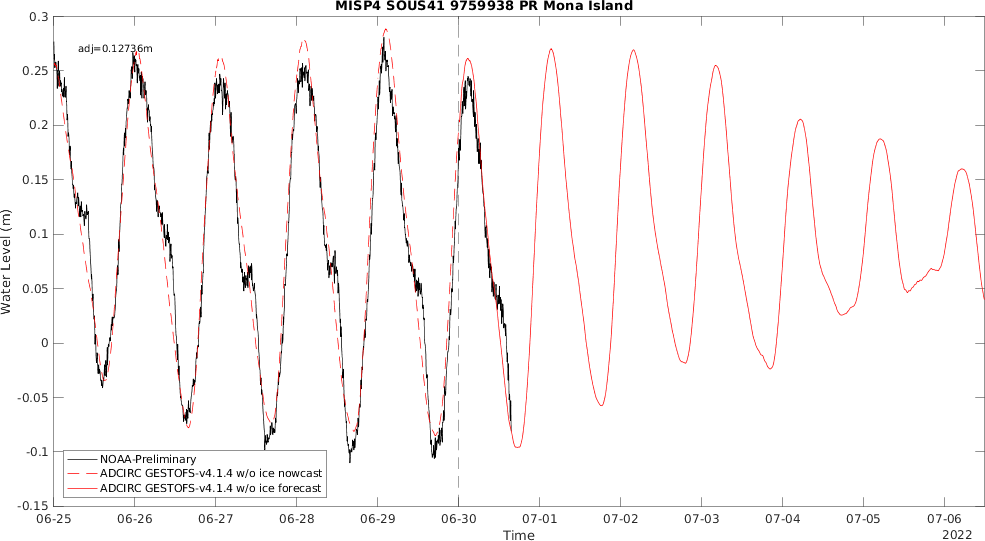 MISP4 SOUS41 9759938 PR Mona Island
adj=0.12736m
0.3
0.25
0.2
0.15
0.1
0.05
0
-0.05
-0.1
-0.15
Water Level (m)
NOAA-Preliminary
ADCIRC GESTOFS-v4.1.4 w/o ice nowcast
ADCIRC GESTOFS-v4.1.4 w/o ice forecast
06-25 06-26 06-27 06-28 06-29 06-30 07-01 07-02 07-03 07-04 07-05 07-06
Time
2022